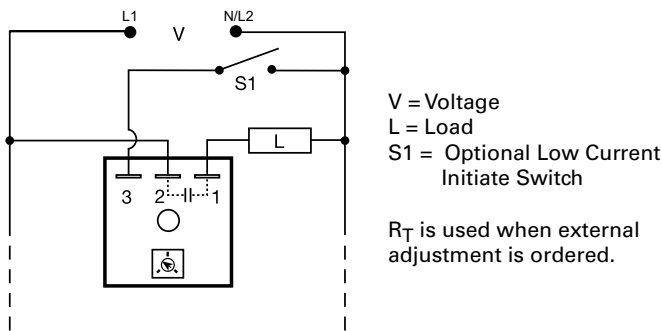 L1
V
N/L2
S1
L
3
2
1
V = Voltage
L = Load
S1 = Optional Low Current
Initiate Switch
RT is used when external
adjustment is ordered.